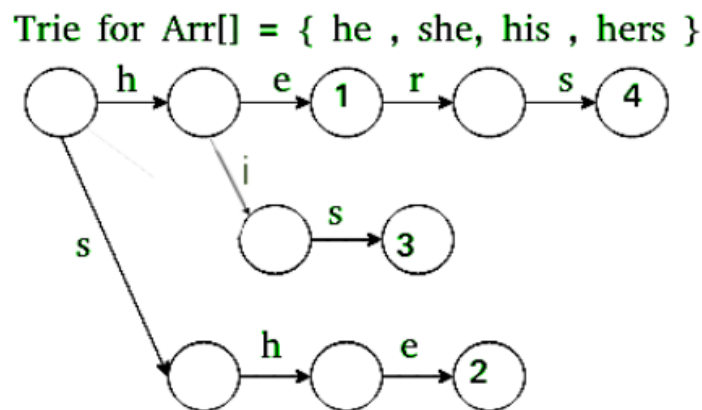 Trie for Arr[] = { he , she, his , hers }
h e 1 r s 4
i
s
s 3
h e
2